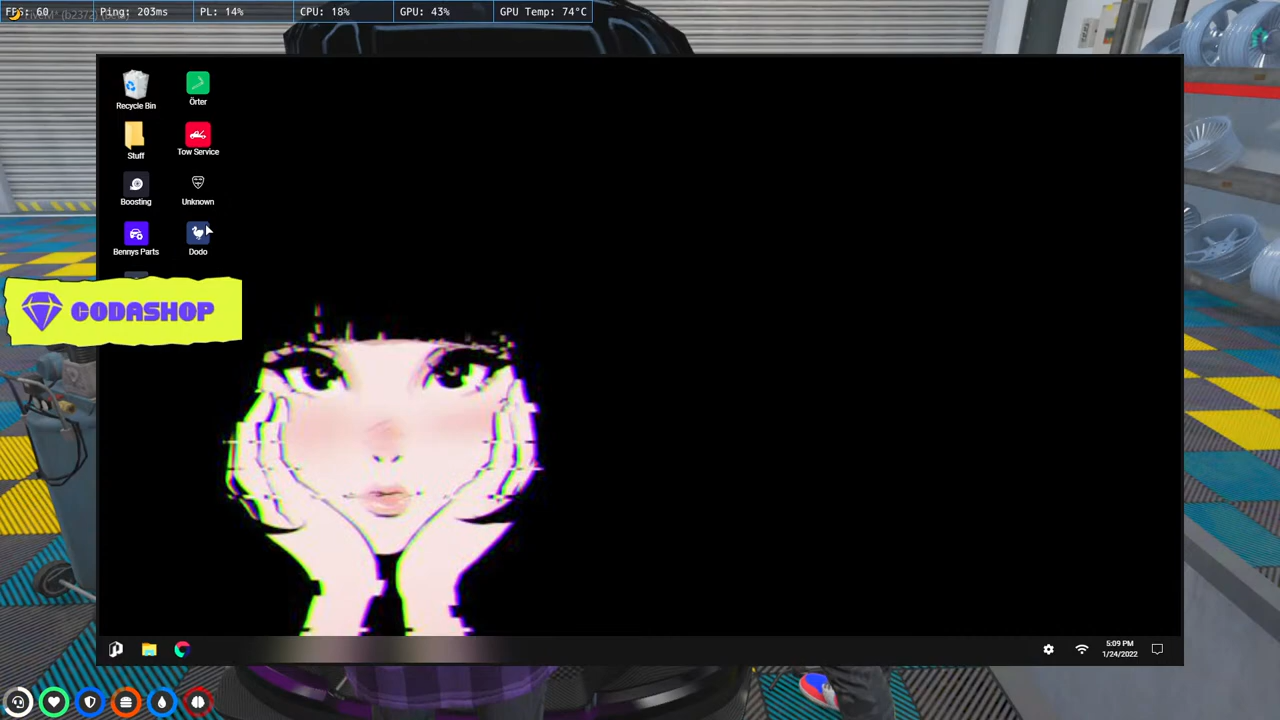 FPS: 60 Ping: 203ms PL: 14% CPU: 18% GPU: 43% GPU Temp: 74°C
Recycle Bin Örter
Stuff Tow Service
Boosting Unknown
Bennys Parts Dodo
CODASHOP
5:09 PM
1/24/2022